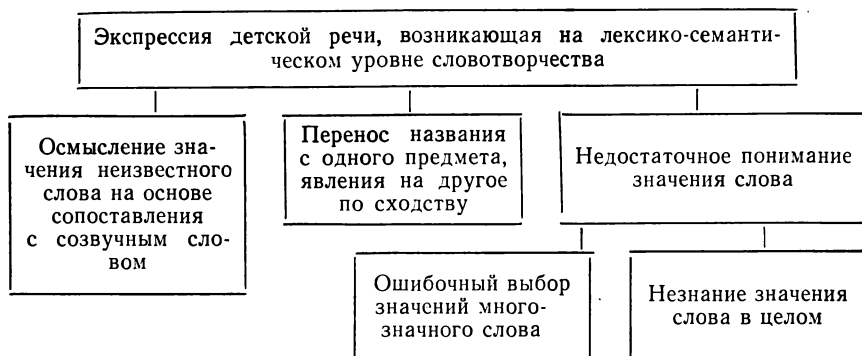 Экспрессия детской речи, возникающая на лексико-семанти-
ческом уровне словотворчества
Осмысление зна-
чения неизвестного
слова на основе
сопоставления
с созвучным сло-
вом
Перенос названия
с одного предмета,
явления на другое
по сходству
Недостаточное понимание
значения слова
Ошибочный выбор
значений много-
значного слова
Незнание значения
слова в целом